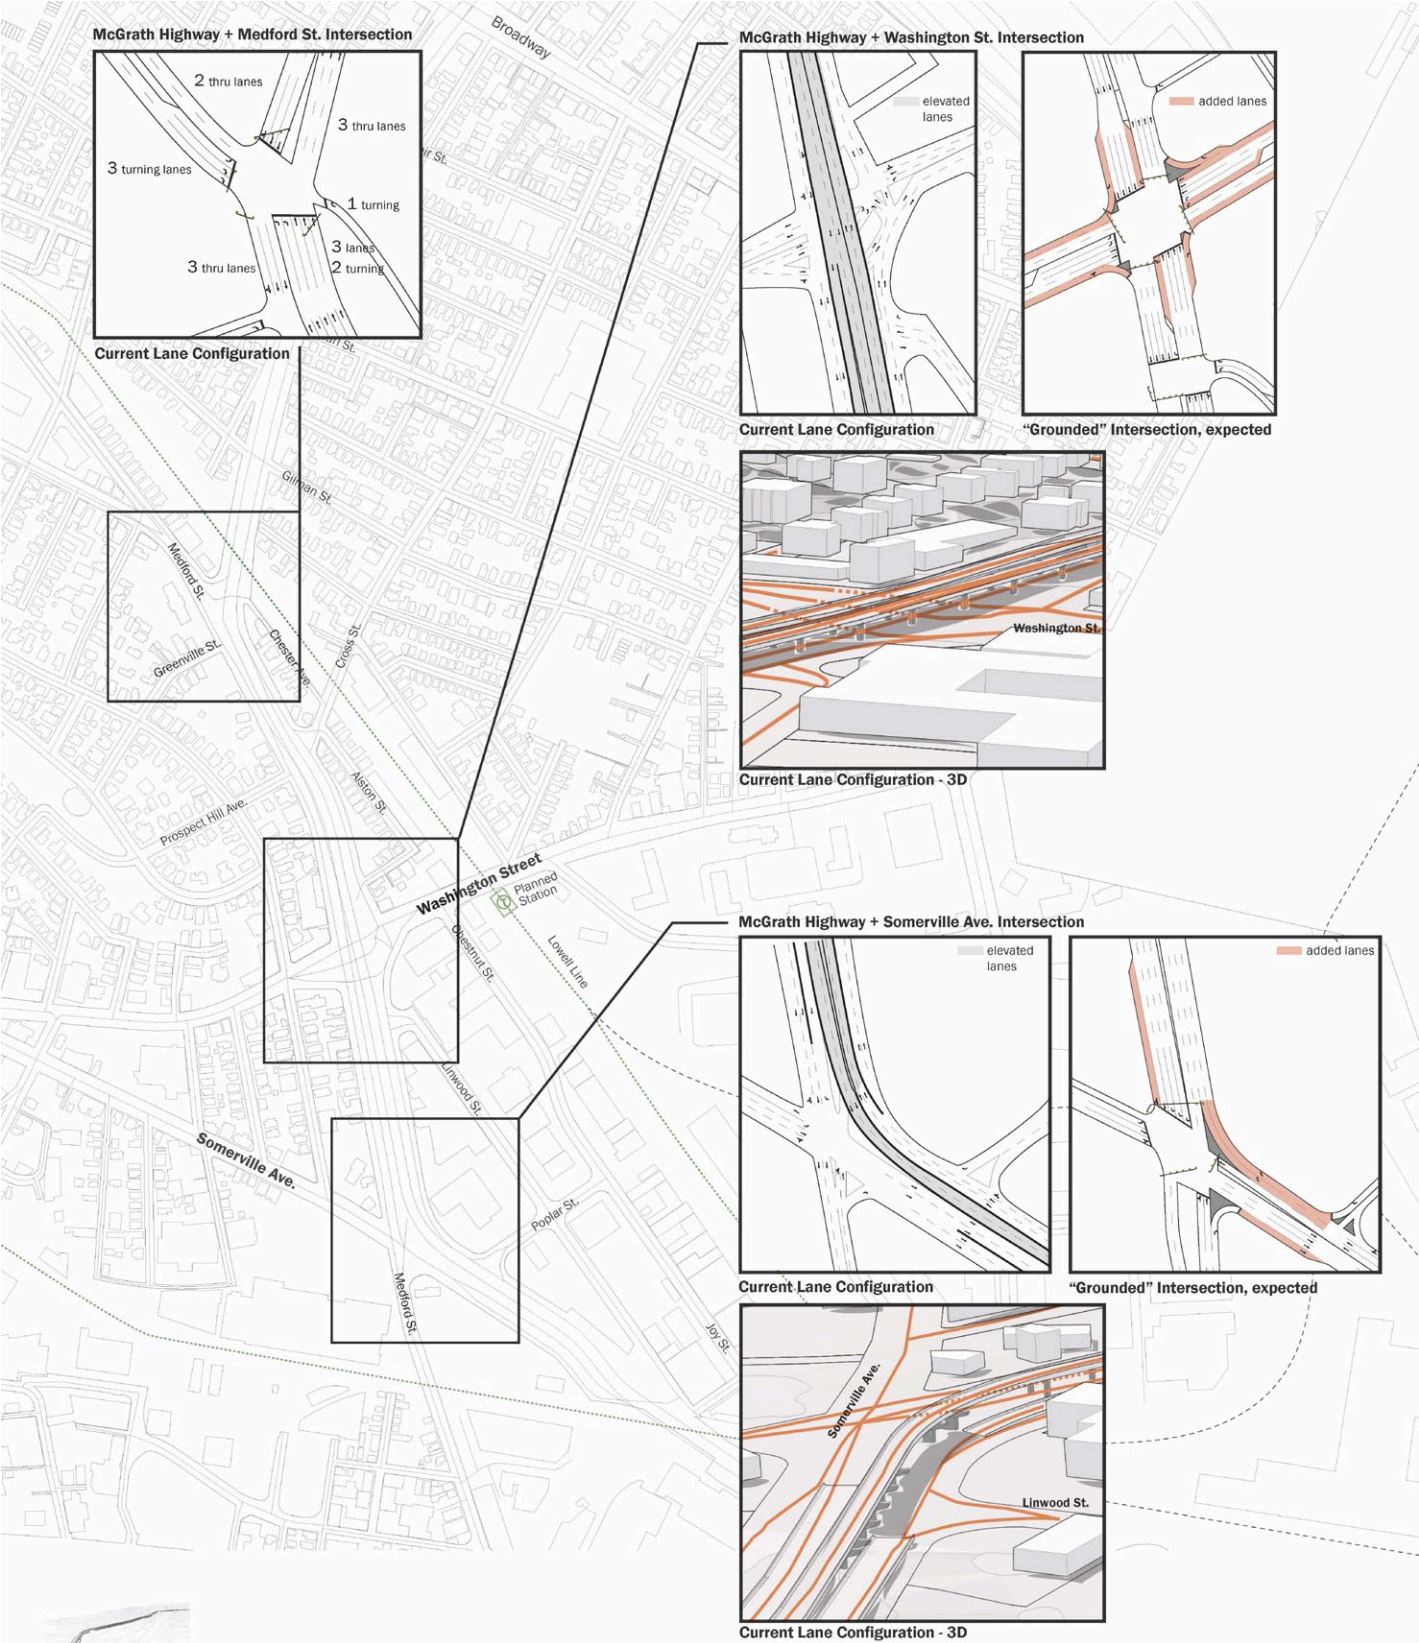 McGrath Highway + Medford St. Intersection
2 thru lanes
3 thru lanes
3 turning lanes
1 turning
3 lanes
2 turning
3 thru lanes
Current Lane Configuration
Broadway
McGrath Highway + Washington St. Intersection
elevated
lanes
added lanes
Current Lane Configuration
“Grounded” Intersection, expected
Washington St.
Current Lane Configuration - 3D
Gilman St.
Medford St.
Greenville St.
Chester Ave.
Cross St.
Alston St.
Prospect Hill Ave.
Washington Street
Planned
Station
Chestnut St.
Lowell Line
Linwood St.
Somerville Ave.
Poplar St.
Medford St.
Joy St.
McGrath Highway + Somerville Ave. Intersection
elevated
lanes
added lanes
Current Lane Configuration
“Grounded” Intersection, expected
Somerville Ave.
Linwood St.
Current Lane Configuration - 3D